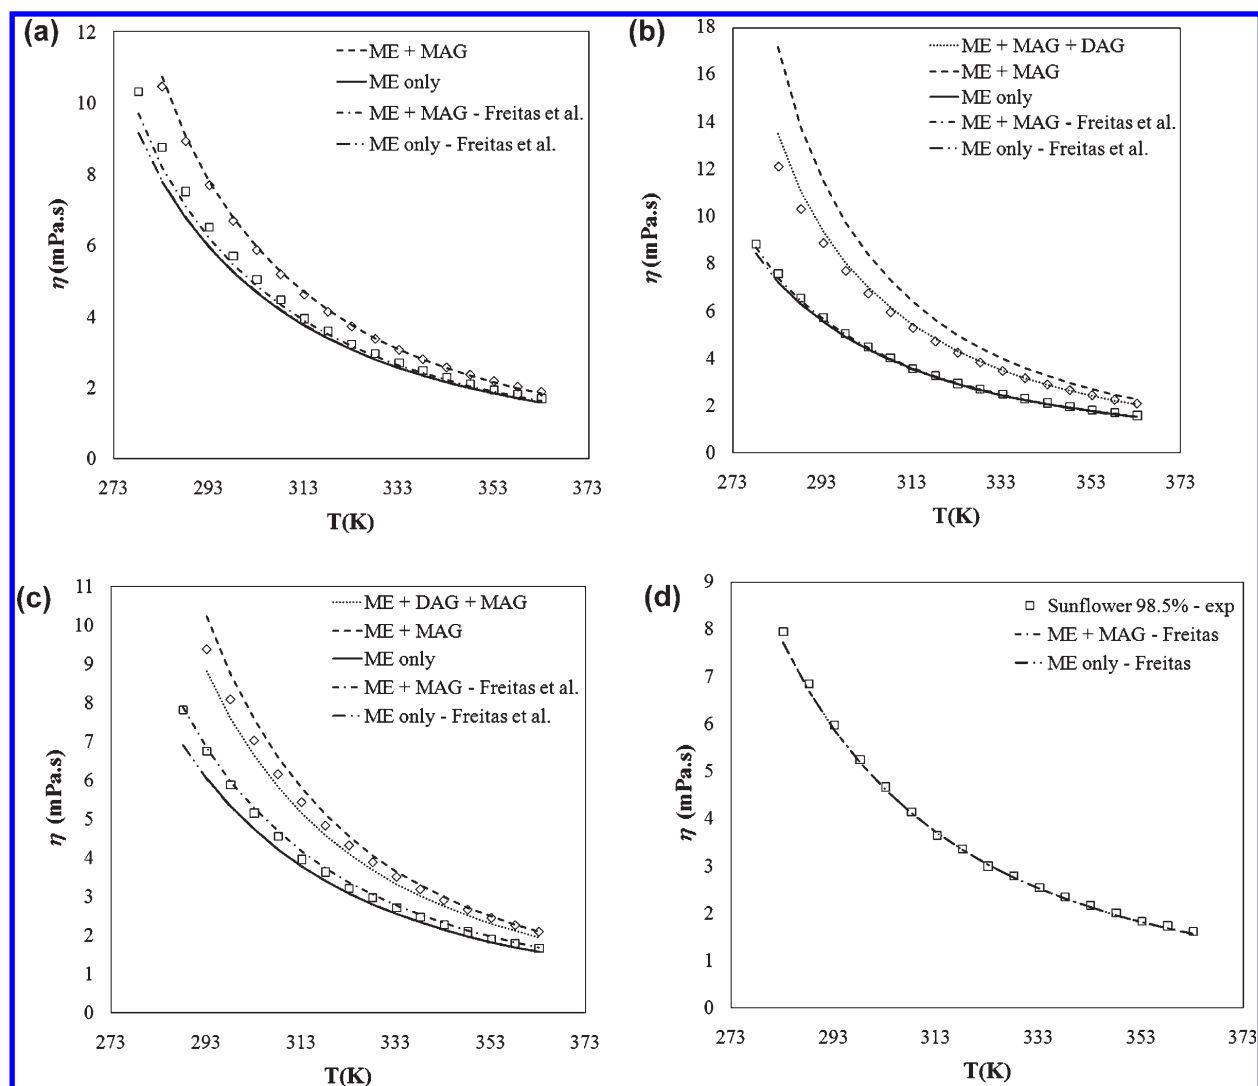 (a)
12
10
8
6
4
2
0
η (mPa.s)
ME + MAG
ME only
ME + MAG - Freitas et al.
ME only - Freitas et al.
273 293 313 333 353 373
T(K)
(b)
18
16
14
12
10
8
6
4
2
0
η (mPa.s)
ME + MAG + DAG
ME + MAG
ME only
ME + MAG - Freitas et al.
ME only - Freitas et al.
273 293 313 333 353 373
T(K)
(c)
11
10
9
8
7
6
5
4
3
2
1
0
η (mPa.s)
ME + DAG + MAG
ME + MAG
ME only
ME + MAG - Freitas et al.
ME only - Freitas et al.
273 293 313 333 353 373
T(K)
(d)
9
8
7
6
5
4
3
2
1
0
η (mPa.s)
Sunflower 98.5% - exp
ME + MAG - Freitas
ME only - Freitas
273 293 313 333 353 373
T(K)